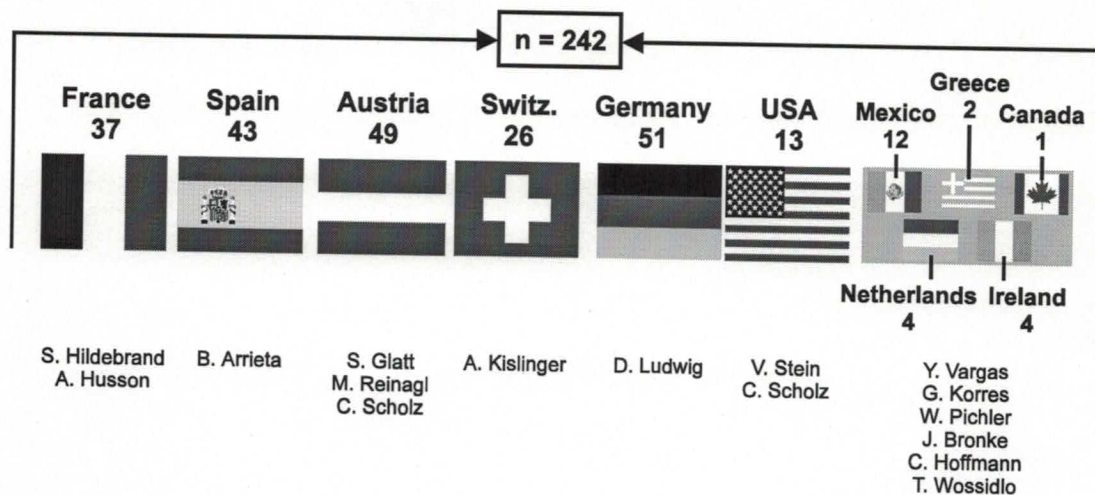 n = 242
France
37
Spain
43
Austria
49
Switz.
26
Germany
51
USA
13
Mexico
12
Greece
2
Canada
1
Netherlands
4
Ireland
4
S. Hildebrand
A. Husson
B. Arrieta
S. Glatt
M. Reinagl
C. Scholz
A. Kislinger
D. Ludwig
V. Stein
C. Scholz
Y. Vargas
G. Korres
W. Pichler
J. Bronke
C. Hoffmann
T. Wossidlo